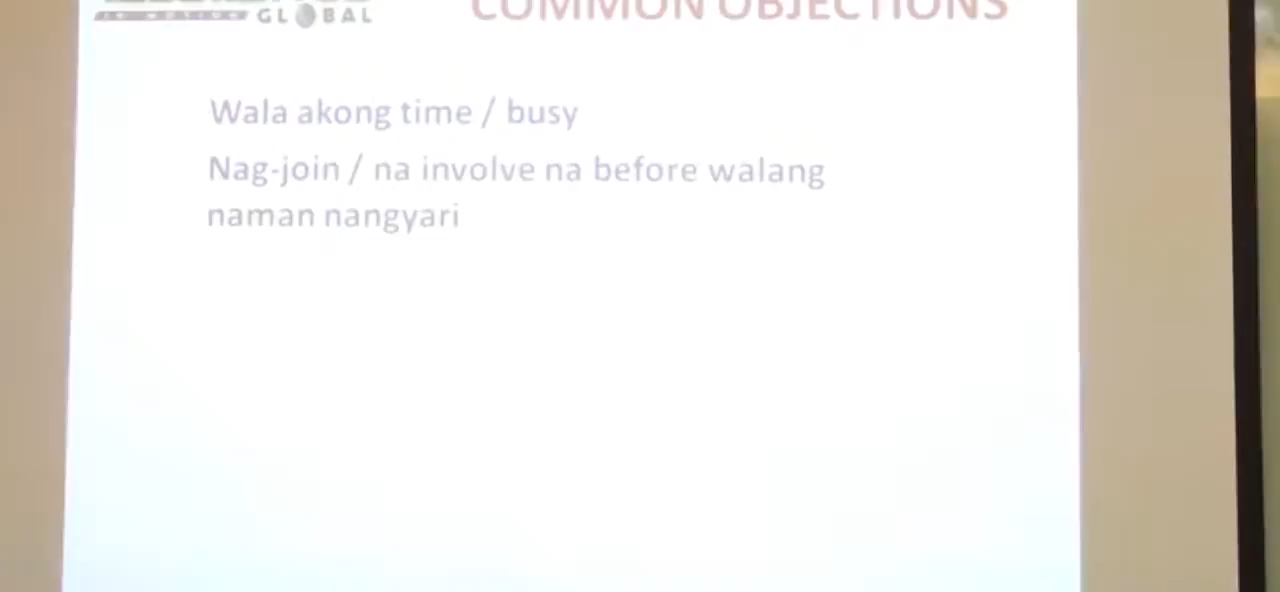 GLOBAL
COMMON OBJECTIONS
Wala akong time / busy
Nag-join / na involve na before walang
naman nangyari